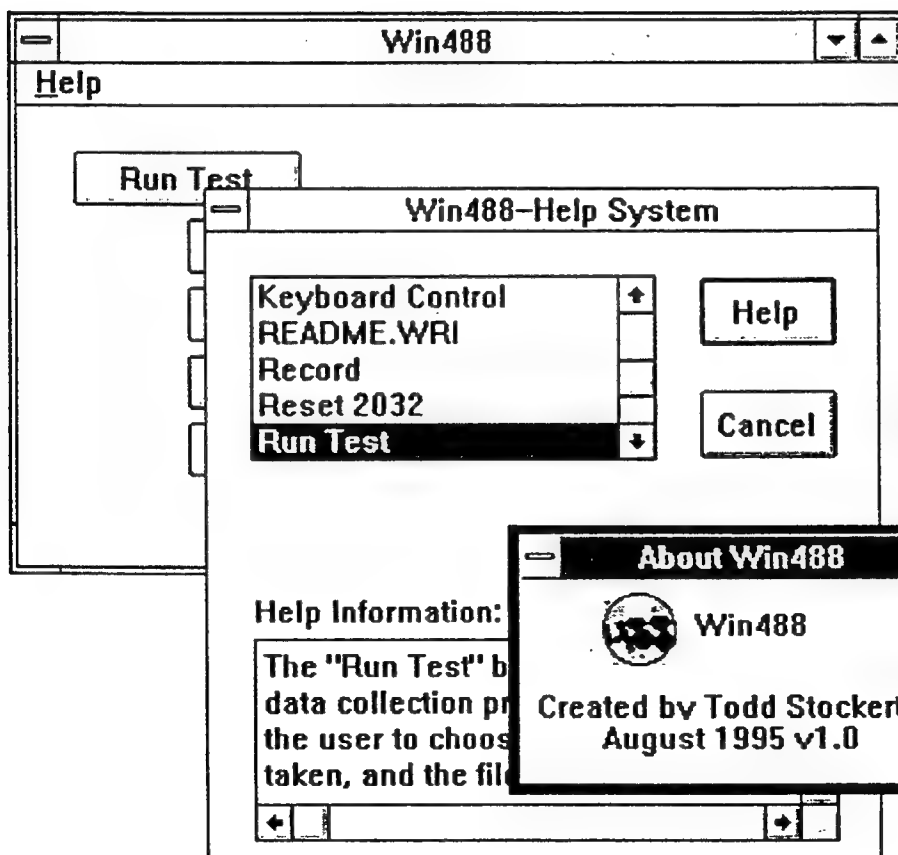 Win488
Help
Run Test
Win488-Help System
Keyboard Control
README.WRI
Record
Reset 2032
Run Test
Help
Cancel
Help Information:
The "Run Test" b
data collection pr
the user to choos
taken, and the fil
About Win488
Win488
Created by Todd Stockert
August 1995 v1.0